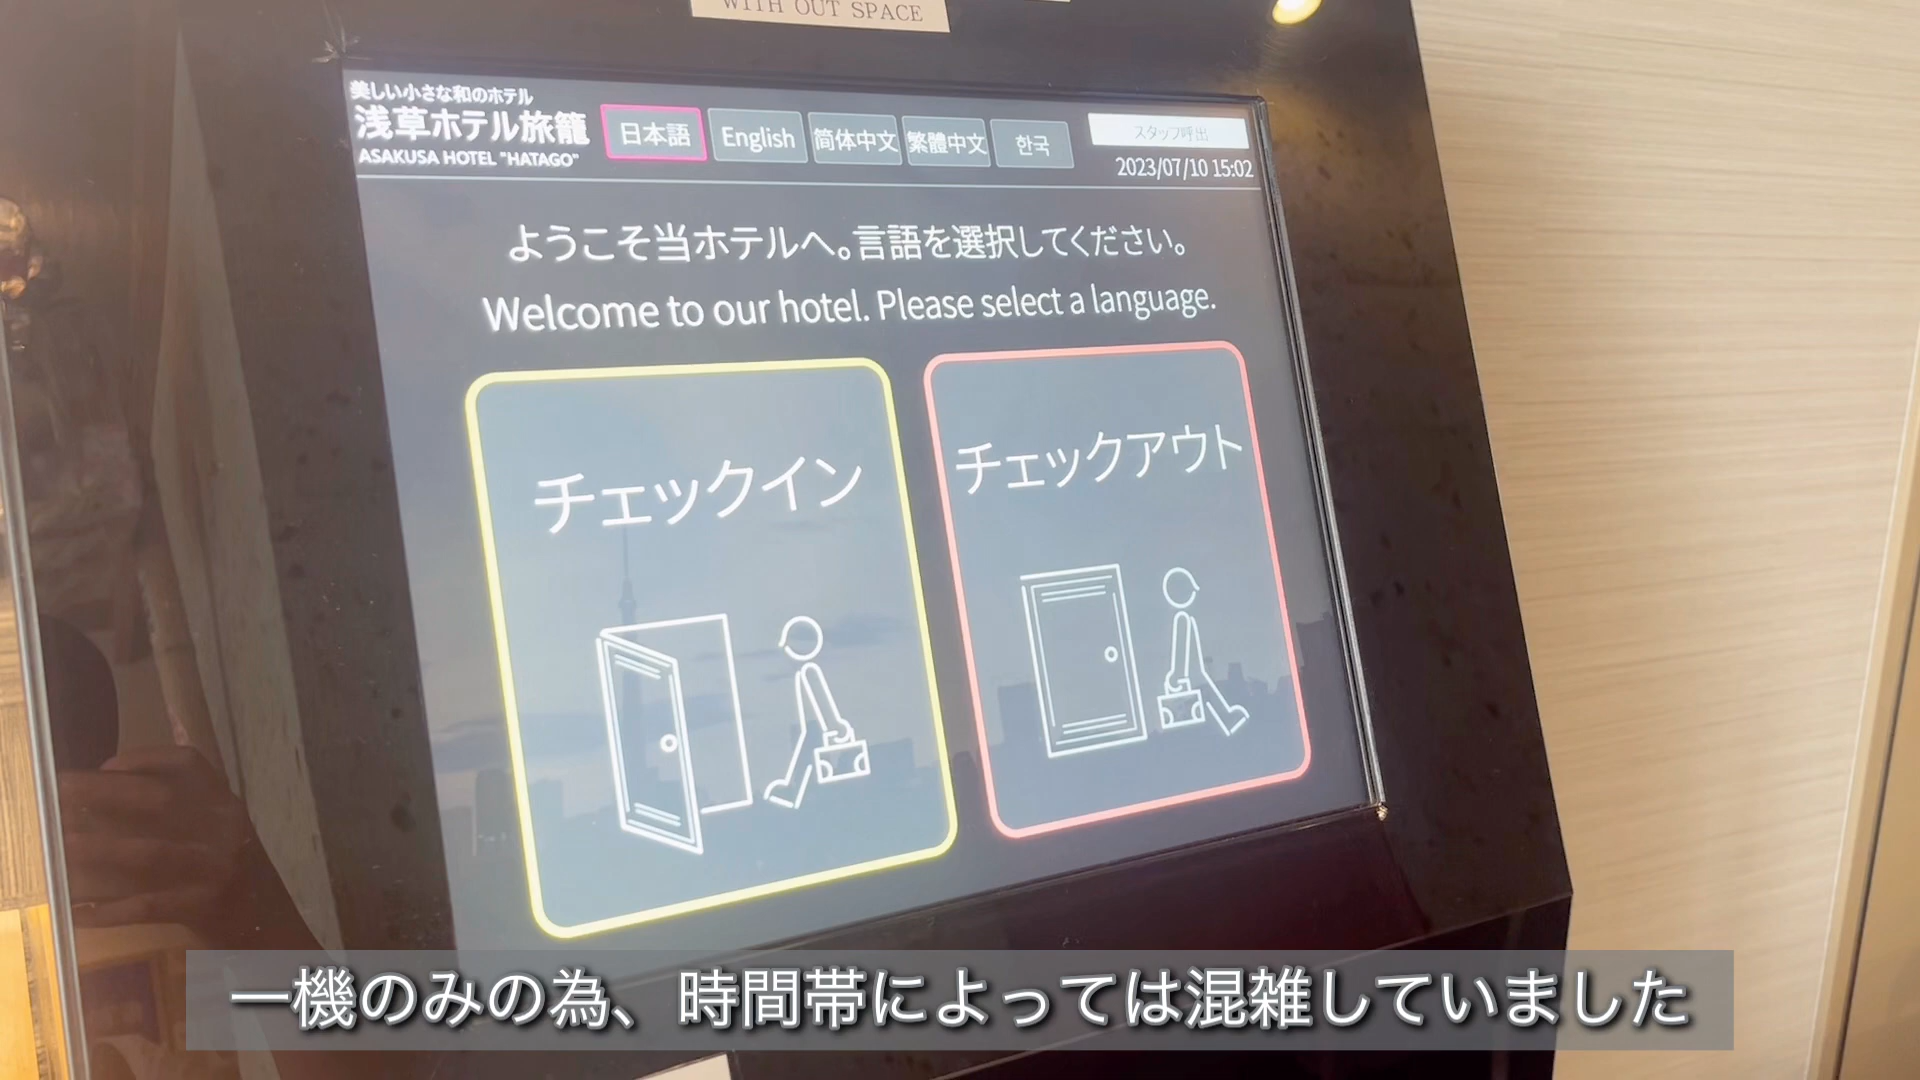 WITH OUT SPACE
美しい小さな和のホテル
浅草ホテル旅籠
ASAKUSA HOTEL "HATAGO"
日本語
English
简体中文
繁體中文
한국
スタッフ呼出
2023/07/10 15:02
ようこそ当ホテルへ。言語を選択してください。
Welcome to our hotel. Please select a language.
チェックイン
チェックアウト
一機のみの為、時間帯によっては混雑していました